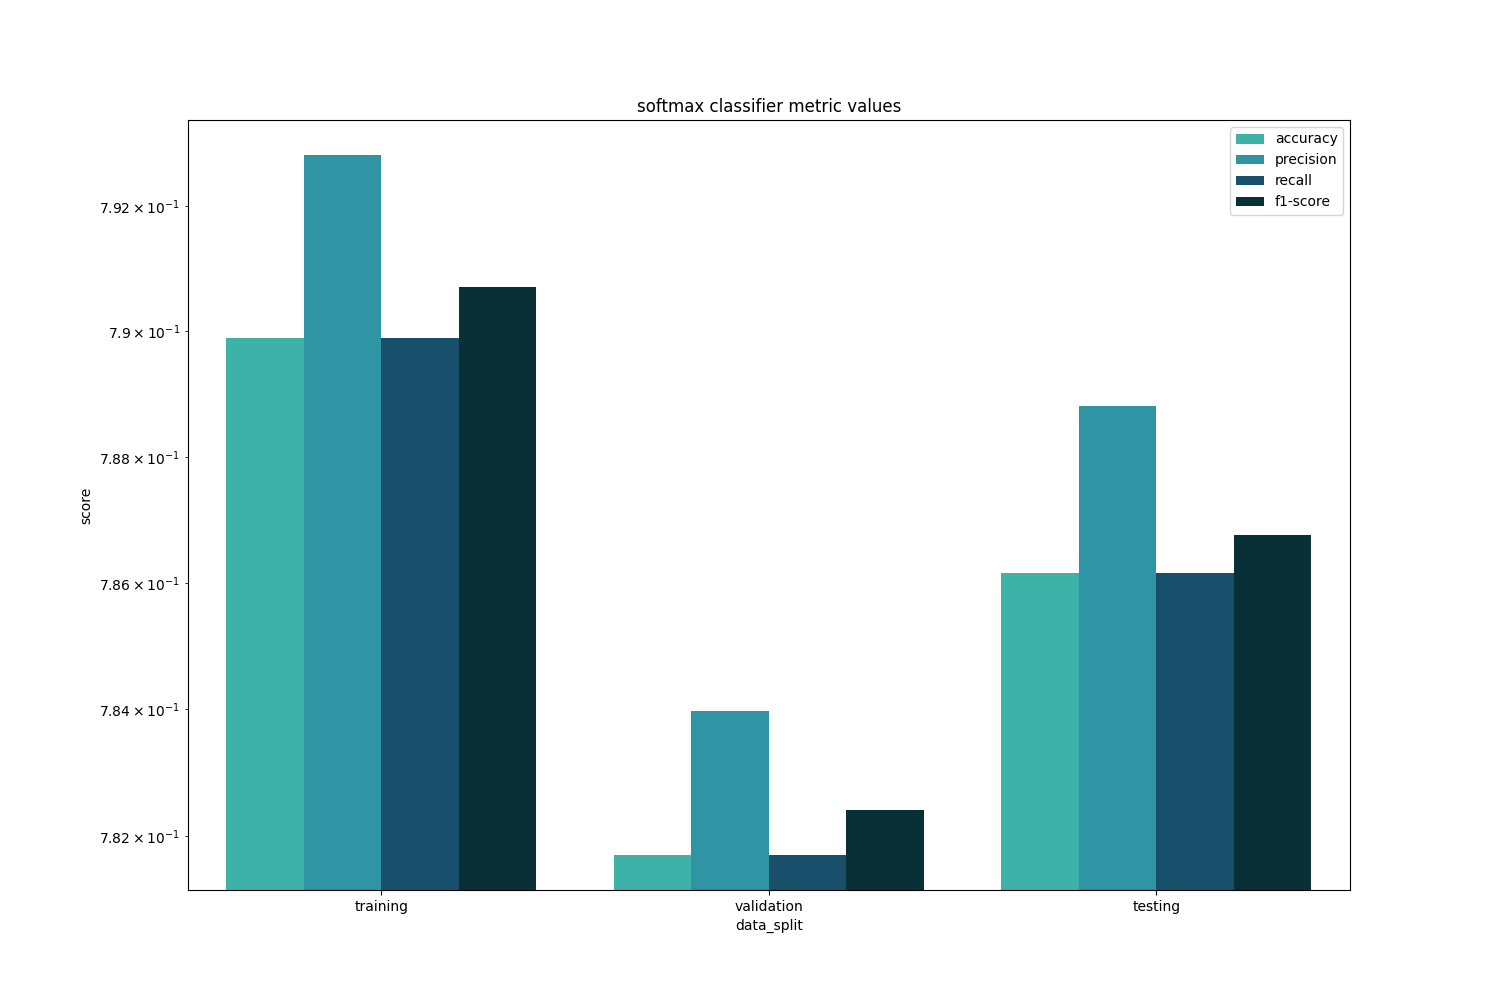 softmax classifier metric values
accuracy
precision
recall
f1-score
7.92 × 10⁻¹
7.9 × 10⁻¹
7.88 × 10⁻¹
7.86 × 10⁻¹
7.84 × 10⁻¹
7.82 × 10⁻¹
score
training validation testing
data_split